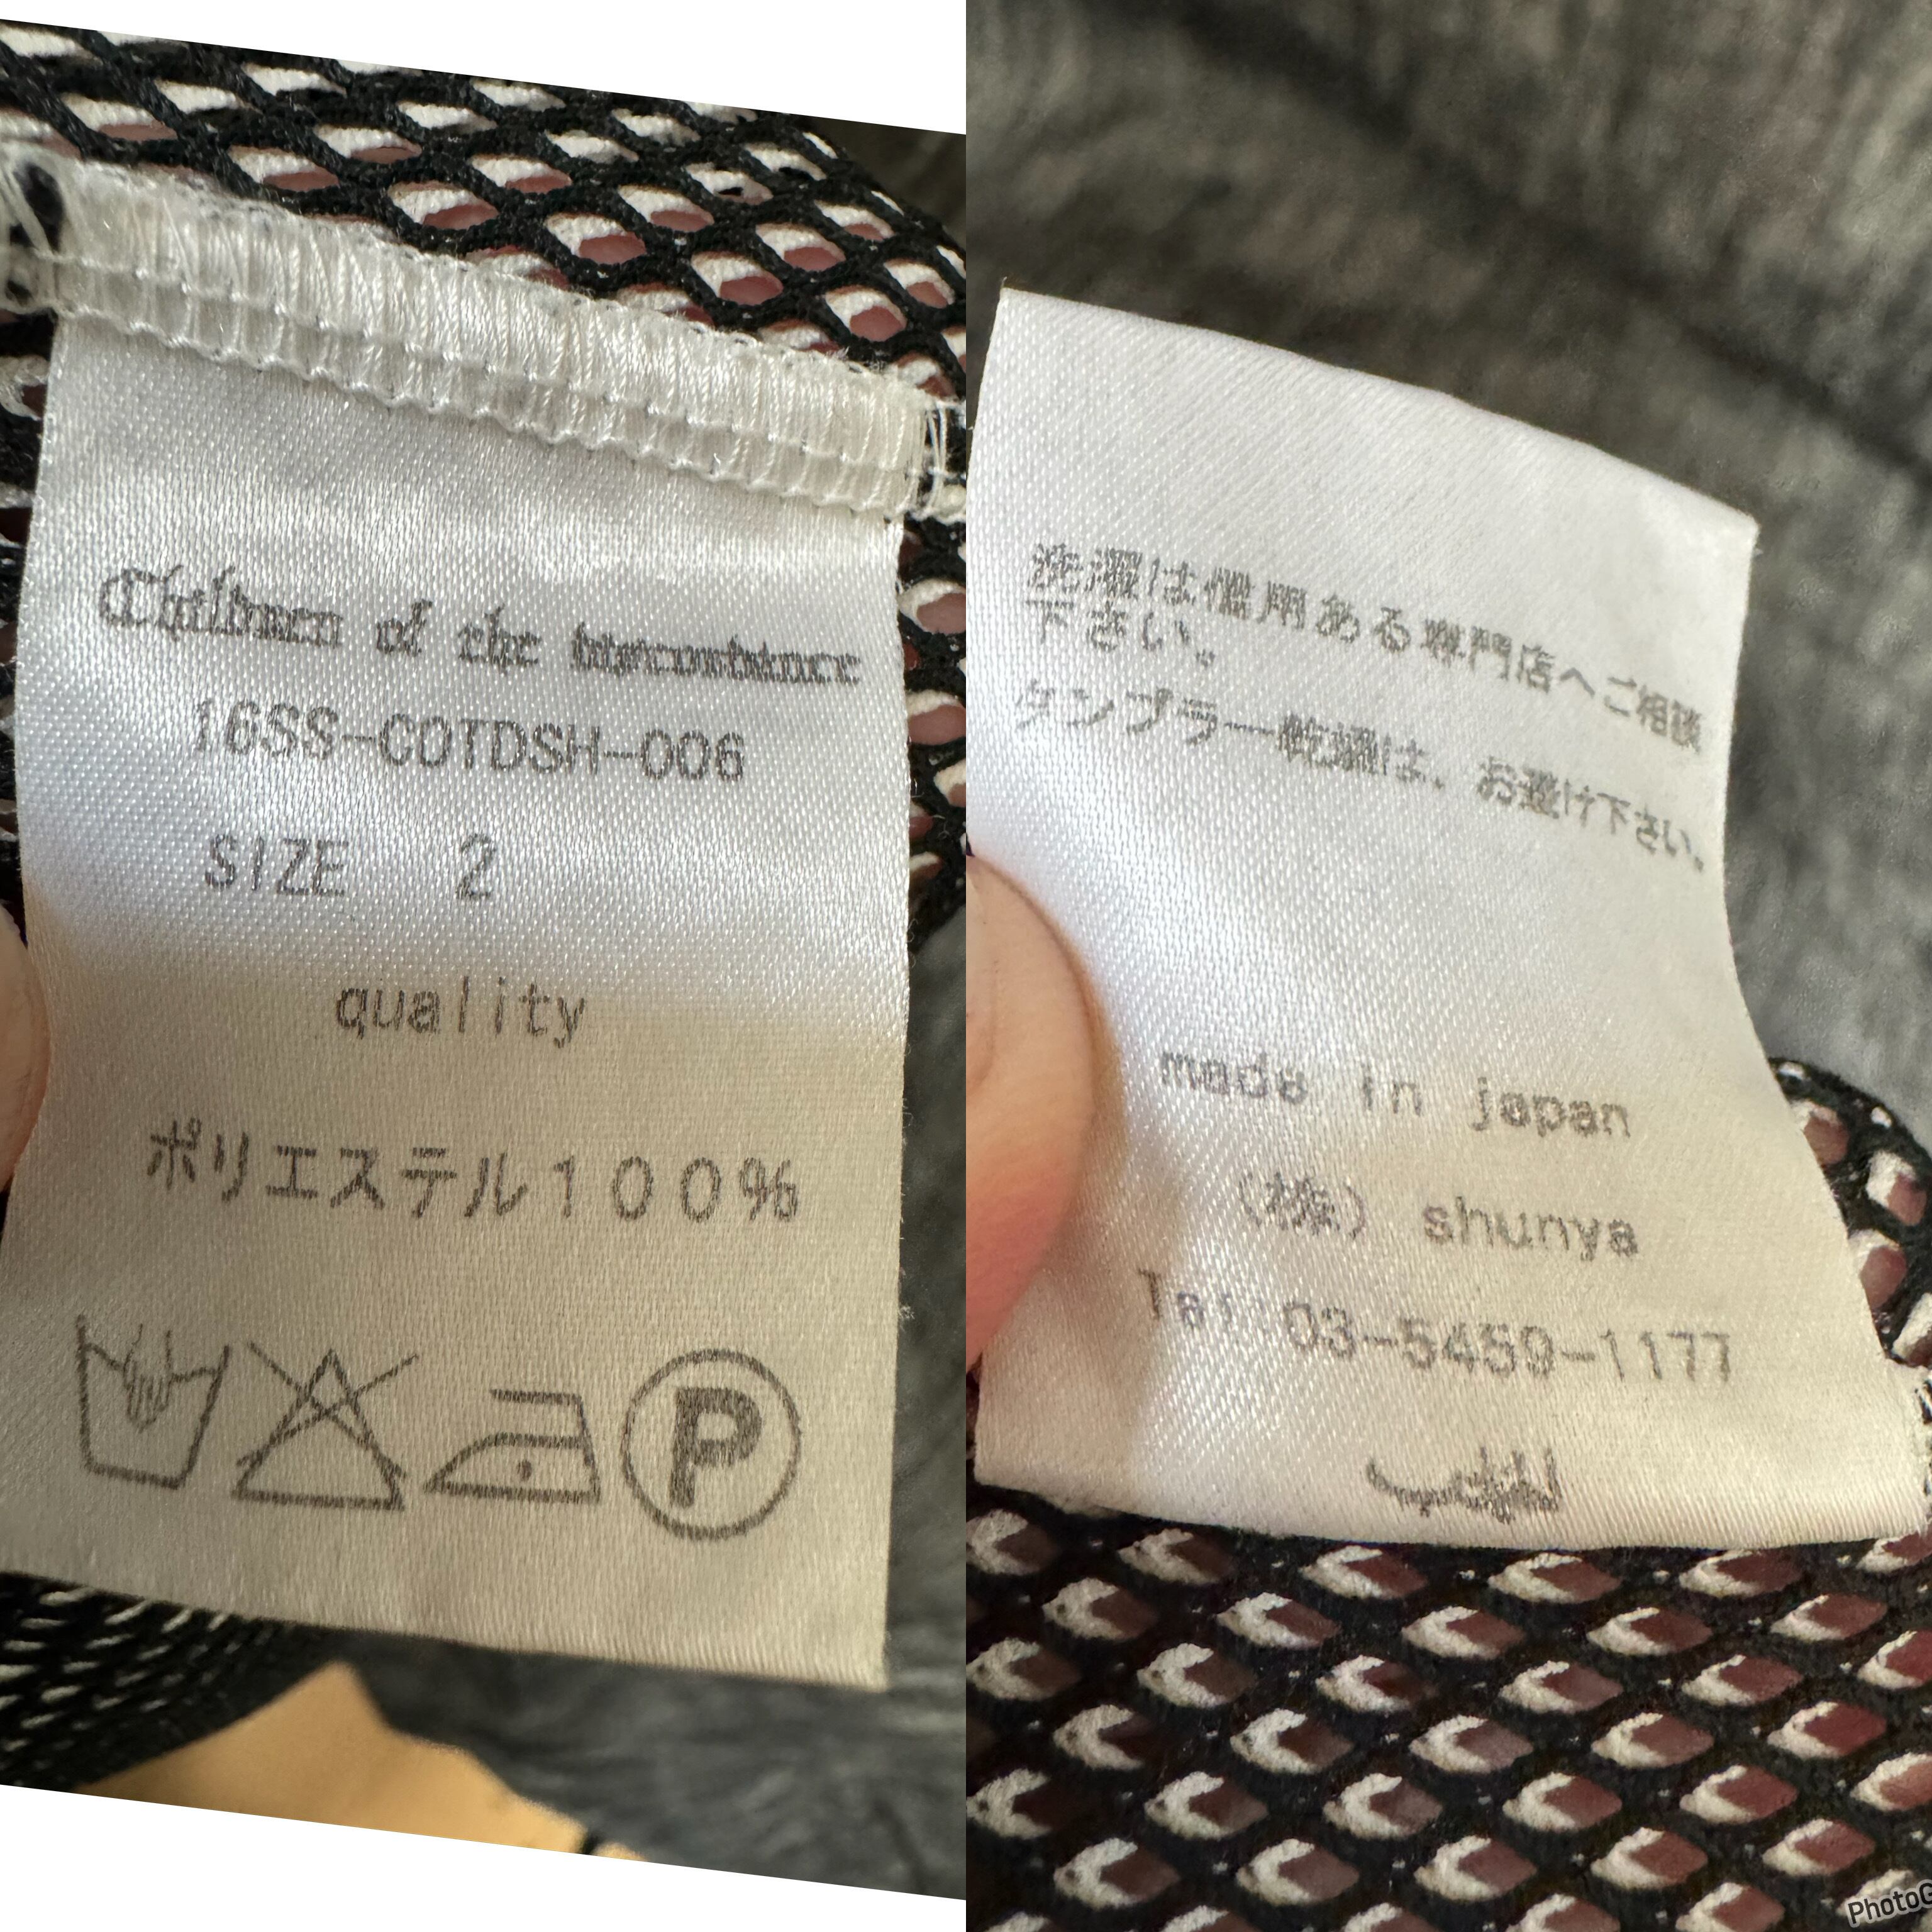 Children of the discordance
16SS-COTDSH-006
SIZE 2
quality
ポリエステル100%
P
洗濯は信用ある専門店へご相談
下さい。
タンブラー乾燥は、お避け下さい。
made in japan
(株) shunya
Tel 03-5459-1177
PhotoG